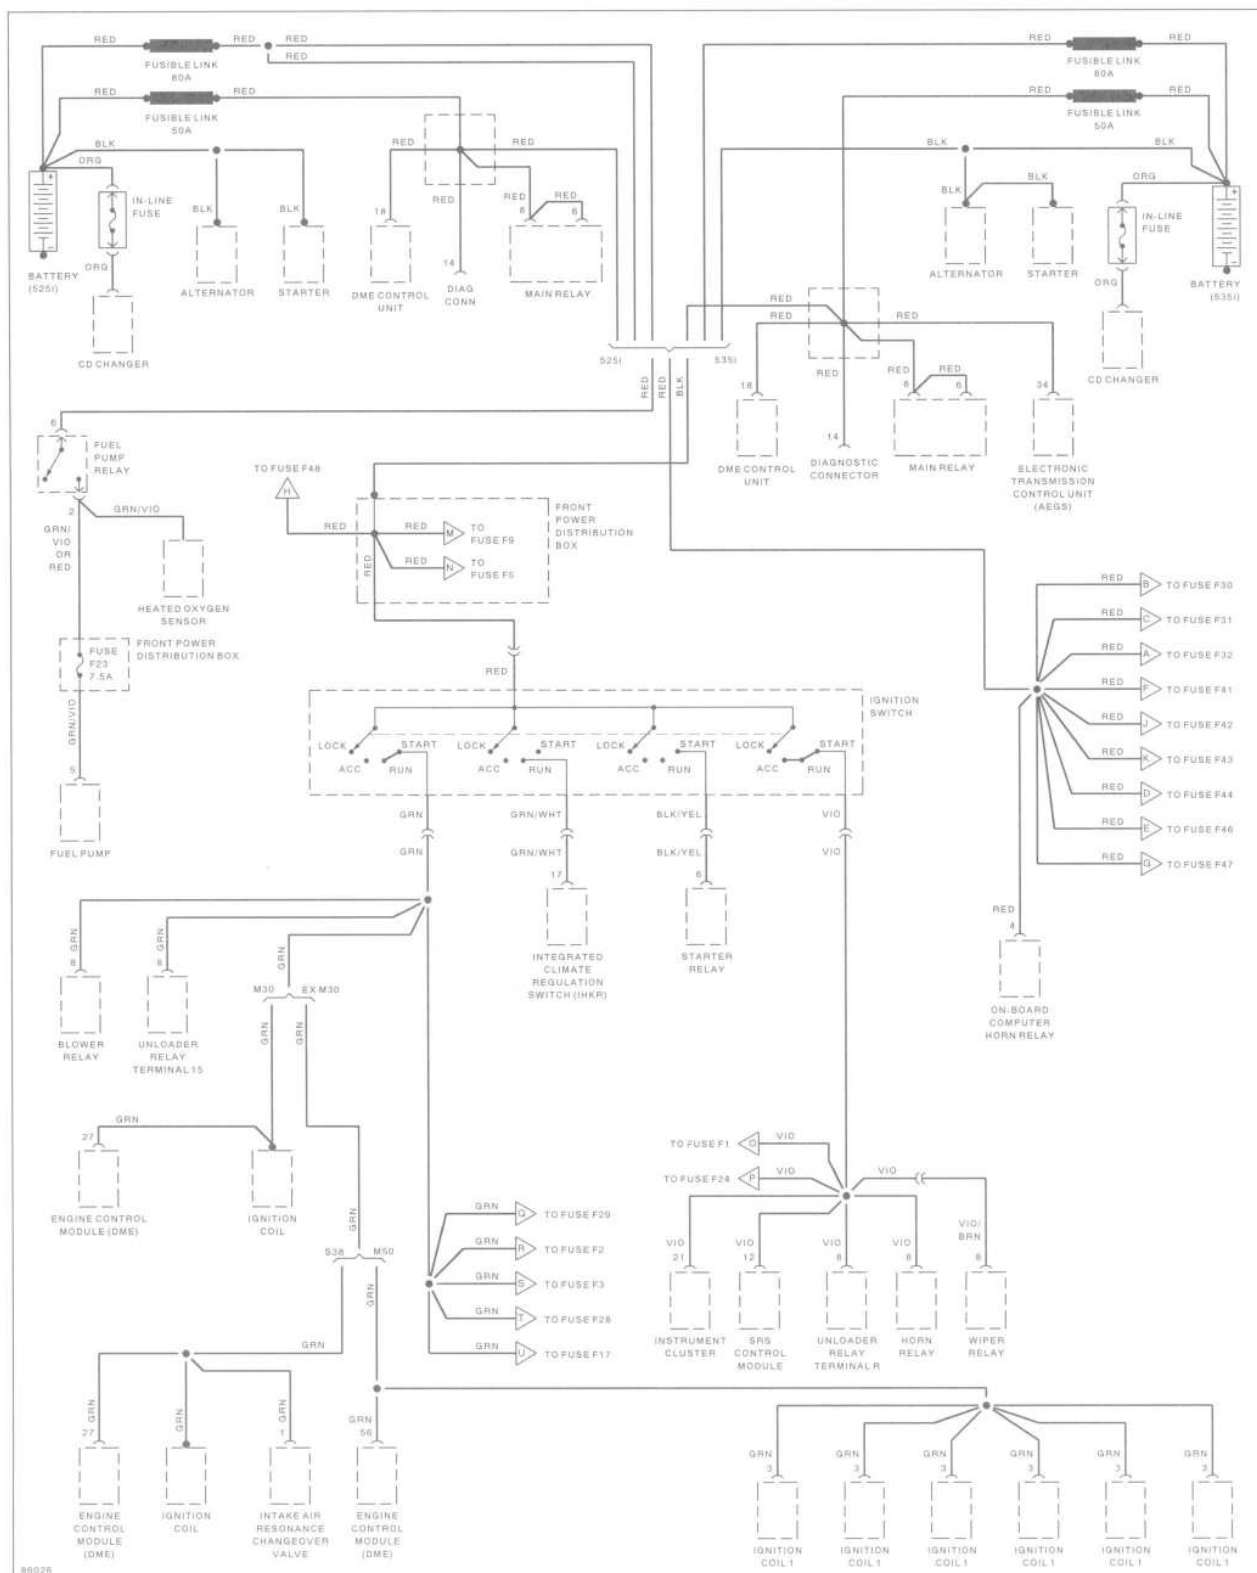 RED
RED
RED
RED
FUSIBLE LINK
80A
RED
RED
FUSIBLE LINK
50A
BLK
ORG
IN-LINE
FUSE
BATTERY
(525I)
ORG
CD CHANGER
BLK
BLK
ALTERNATOR
STARTER
RED
RED
RED
RED
RED
18
8
6
14
DME CONTROL
UNIT
DIAG
CONN
MAIN RELAY
525I
535I
RED
RED
BLK
RED
RED
RED
FUSIBLE LINK
80A
RED
RED
FUSIBLE LINK
50A
BLK
BLK
BLK
BLK
ORG
IN-LINE
FUSE
ALTERNATOR
STARTER
ORG
BATTERY
(535I)
CD CHANGER
RED
RED
RED
RED
RED
RED
18
8
6
34
14
DME CONTROL
UNIT
DIAGNOSTIC
CONNECTOR
MAIN RELAY
ELECTRONIC
TRANSMISSION
CONTROL UNIT
(AEGS)
6
FUEL
PUMP
RELAY
2
GRN/VIO
GRN/
VIO
OR
RED
HEATED OXYGEN
SENSOR
FUSE
F23
7.5A
FRONT POWER
DISTRIBUTION BOX
GRN/VIO
5
FUEL PUMP
TO FUSE F48
H
RED
RED
M
TO
FUSE F9
RED
N
TO
FUSE F5
RED
FRONT
POWER
DISTRIBUTION
BOX
RED
IGNITION
SWITCH
LOCK
ACC
RUN
START
LOCK
ACC
RUN
START
LOCK
ACC
RUN
START
LOCK
ACC
RUN
START
GRN
GRN/WHT
BLK/YEL
VIO
GRN
GRN/WHT
BLK/YEL
VIO
17
6
INTEGRATED
CLIMATE
REGULATION
SWITCH (IHKR)
STARTER
RELAY
RED
B
TO FUSE F30
RED
C
TO FUSE F31
RED
A
TO FUSE F32
RED
F
TO FUSE F41
RED
J
TO FUSE F42
RED
K
TO FUSE F43
RED
D
TO FUSE F44
RED
E
TO FUSE F46
RED
G
TO FUSE F47
RED
4
ON-BOARD
COMPUTER
HORN RELAY
GRN
GRN
GRN
8
8
BLOWER
RELAY
UNLOADER
RELAY
TERMINAL 15
M30
EX M30
GRN
GRN
GRN
27
ENGINE CONTROL
MODULE (DME)
IGNITION
COIL
GRN
S38
M50
GRN
GRN
GRN
Q
TO FUSE F29
GRN
R
TO FUSE F2
GRN
S
TO FUSE F3
GRN
T
TO FUSE F28
GRN
U
TO FUSE F17
TO FUSE F1
O
VIO
TO FUSE F24
P
VIO
VIO
VIO
VIO
VIO
VIO
VIO/
BRN
21
12
8
8
8
INSTRUMENT
CLUSTER
SRS
CONTROL
MODULE
UNLOADER
RELAY
TERMINAL R
HORN
RELAY
WIPER
RELAY
GRN
GRN
GRN
GRN
27
1
56
ENGINE
CONTROL
MODULE
(DME)
IGNITION
COIL
INTAKE AIR
RESONANCE
CHANGEOVER
VALVE
ENGINE
CONTROL
MODULE
(DME)
GRN
GRN
GRN
GRN
GRN
GRN
3
3
3
3
3
3
IGNITION
COIL 1
IGNITION
COIL 1
IGNITION
COIL 1
IGNITION
COIL 1
IGNITION
COIL 1
IGNITION
COIL 1
86026